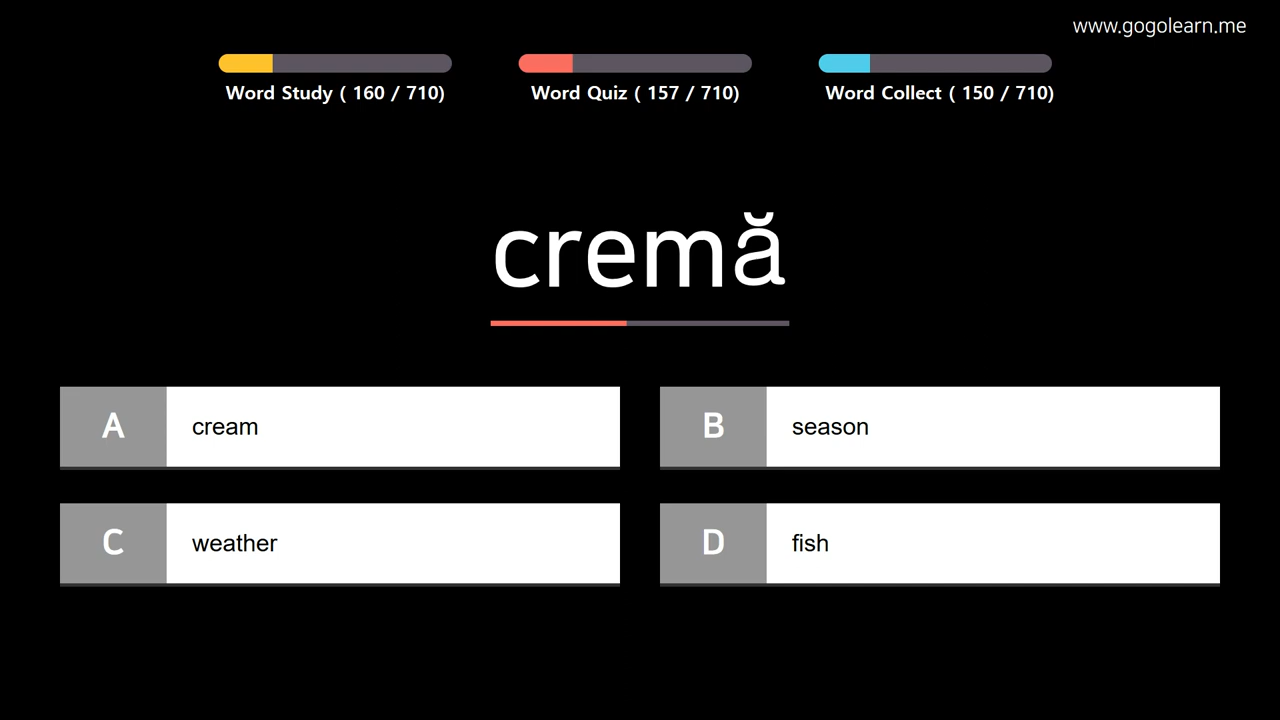 www.gogolearn.me
Word Study ( 160 / 710)
Word Quiz ( 157 / 710)
Word Collect ( 150 / 710)
cremă
A cream
B season
C weather
D fish